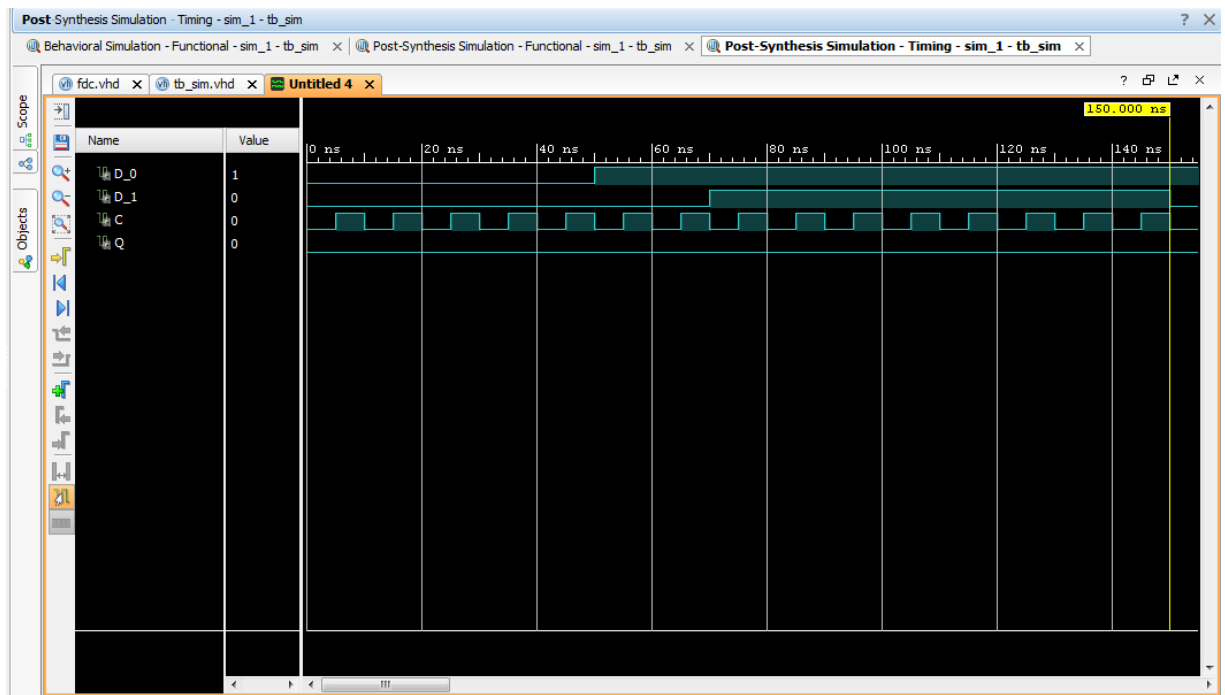 Post-Synthesis Simulation - Timing - sim_1 - tb_sim
Behavioral Simulation - Functional - sim_1 - tb_sim
Post-Synthesis Simulation - Functional - sim_1 - tb_sim
Post-Synthesis Simulation - Timing - sim_1 - tb_sim
Scope
Objects
fdc.vhd
tb_sim.vhd
Untitled 4
150.000 ns
Name Value
0 ns 20 ns 40 ns 60 ns 80 ns 100 ns 120 ns 140 ns
D_0 1
D_1 0
C 0
Q 0